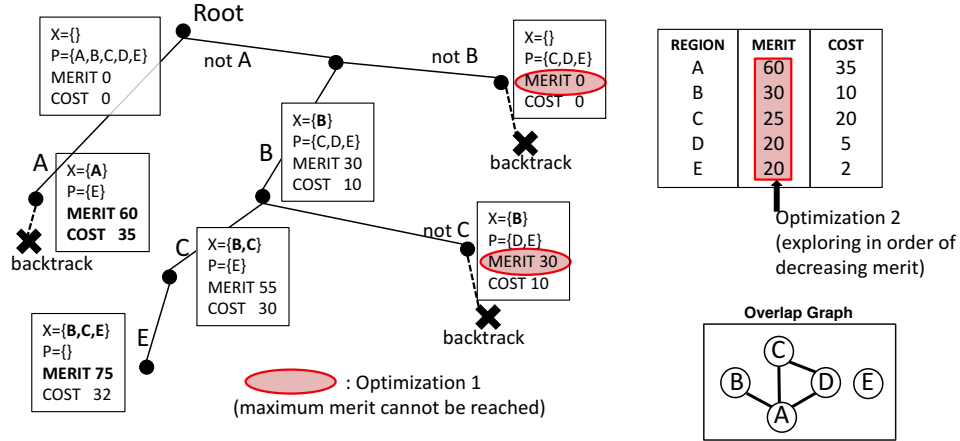 Root
X={}
P={A,B,C,D,E}
MERIT 0
COST 0
not A
not B
X={}
P={C,D,E}
MERIT 0
COST 0
backtrack
A
X={A}
P={E}
MERIT 60
COST 35
backtrack
B
X={B}
P={C,D,E}
MERIT 30
COST 10
not C
X={B}
P={D,E}
MERIT 30
COST 10
backtrack
C
X={B,C}
P={E}
MERIT 55
COST 30
E
X={B,C,E}
P={}
MERIT 75
COST 32
: Optimization 1
(maximum merit cannot be reached)
REGION MERIT COST
A 60 35
B 30 10
C 25 20
D 20 5
E 20 2
Optimization 2
(exploring in order of
decreasing merit)
Overlap Graph
C
B D E
A